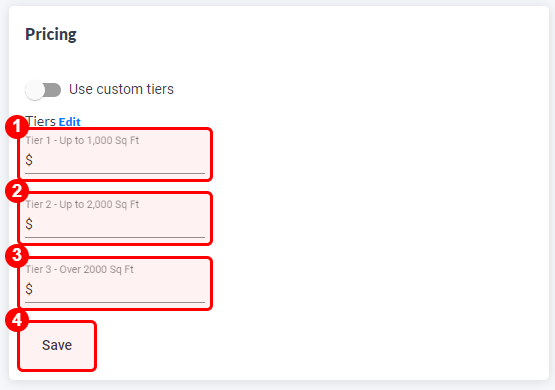 Pricing
Use custom tiers
Tiers Edit
1
Tier 1 - Up to 1,000 Sq Ft
$
2
Tier 2 - Up to 2,000 Sq Ft
$
3
Tier 3 - Over 2000 Sq Ft
$
4
Save